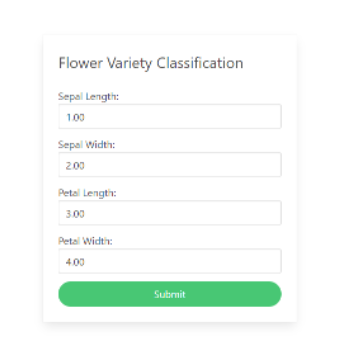 Flower Variety Classification
Sepal Length:
1.00
Sepal Width:
2.00
Petal Length:
3.00
Petal Width:
4.00
Submit